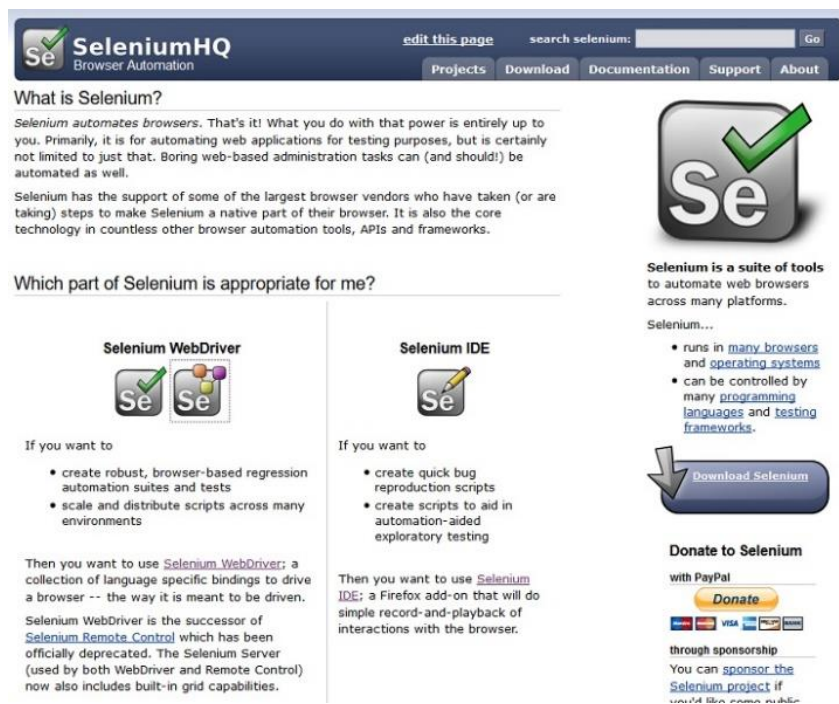 SeleniumHQ
Browser Automation
edit this page
search selenium:
Go
Projects
Download
Documentation
Support
About
What is Selenium?
Selenium automates browsers. That's it! What you do with that power is entirely up to
you. Primarily, it is for automating web applications for testing purposes, but is certainly
not limited to just that. Boring web-based administration tasks can (and should!) be
automated as well.
Selenium has the support of some of the largest browser vendors who have taken (or are
taking) steps to make Selenium a native part of their browser. It is also the core
technology in countless other browser automation tools, APIs and frameworks.
Which part of Selenium is appropriate for me?
Selenium WebDriver
Se
Se
If you want to
• create robust, browser-based regression
automation suites and tests
• scale and distribute scripts across many
environments
Then you want to use Selenium WebDriver; a
collection of language specific bindings to drive
a browser -- the way it is meant to be driven.
Selenium WebDriver is the successor of
Selenium Remote Control which has been
officially deprecated. The Selenium Server
(used by both WebDriver and Remote Control)
now also includes built-in grid capabilities.
Selenium IDE
Se
If you want to
• create quick bug
reproduction scripts
• create scripts to aid in
automation-aided
exploratory testing
Then you want to use Selenium
IDE; a Firefox add-on that will do
simple record-and-playback of
interactions with the browser.
Se
Selenium is a suite of tools
to automate web browsers
across many platforms.
Selenium...
• runs in many browsers
and operating systems
• can be controlled by
many programming
languages and testing
frameworks.
Download Selenium
Donate to Selenium
with PayPal
Donate
VISA
through sponsorship
You can sponsor the
Selenium project if
you'd like some public